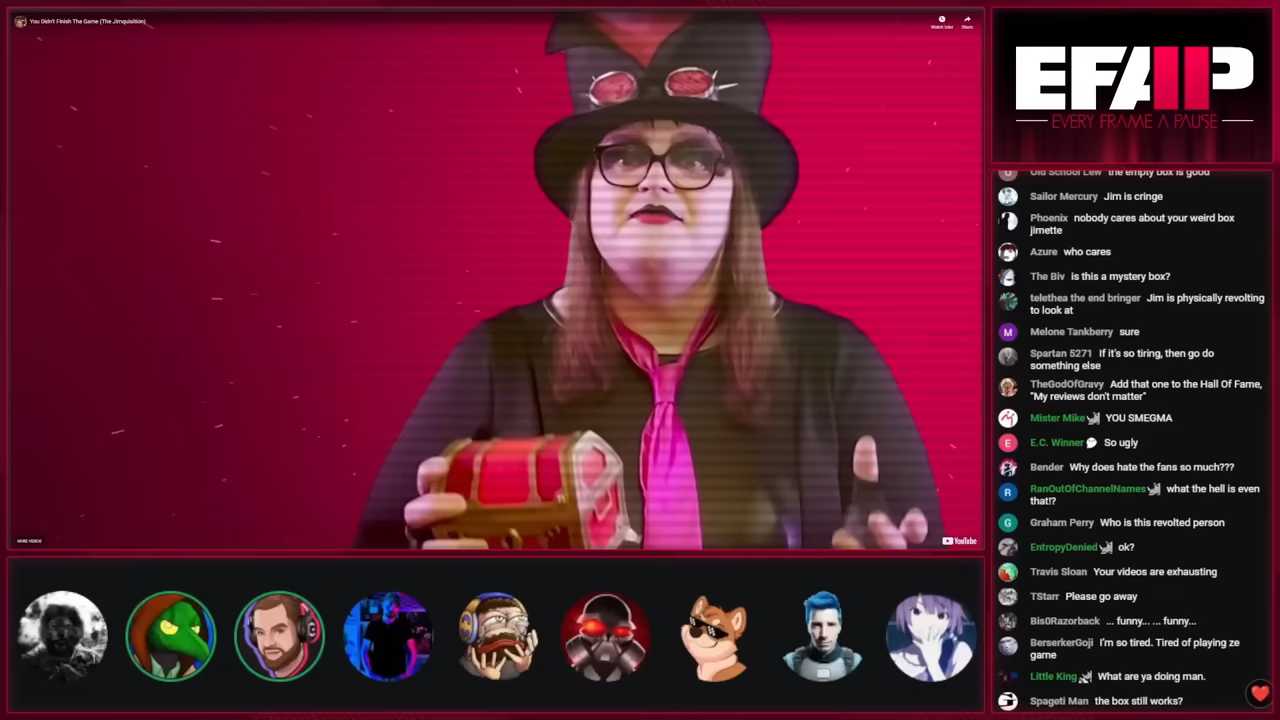 You Didn't Finish The Game (The Jimquisition)
Watch later
Share
MORE VIDEOS
YouTube
EFAP
EVERY FRAME A PAUSE
Old School Lew the empty box is good
Sailor Mercury Jim is cringe
Phoenix nobody cares about your weird box
jimette
Azure who cares
The Biv is this a mystery box?
telethea the end bringer Jim is physically revolting
to look at
M
Melone Tankberry sure
Spartan 5271 If it's so tiring, then go do
something else
TheGodOfGravy Add that one to the Hall Of Fame,
"My reviews don't matter"
Mister Mike YOU SMEGMA
E
E.C. Winner So ugly
Bender Why does hate the fans so much???
R
RanOutOfChannelNames what the hell is even
that!?
G
Graham Perry Who is this revolted person
EntropyDenied ok?
Travis Sloan Your videos are exhausting
TStarr Please go away
Bis0Razorback ... funny... ... funny...
BerserkerGoji I'm so tired. Tired of playing ze
game
Little King What are ya doing man.
Spageti Man the box still works?